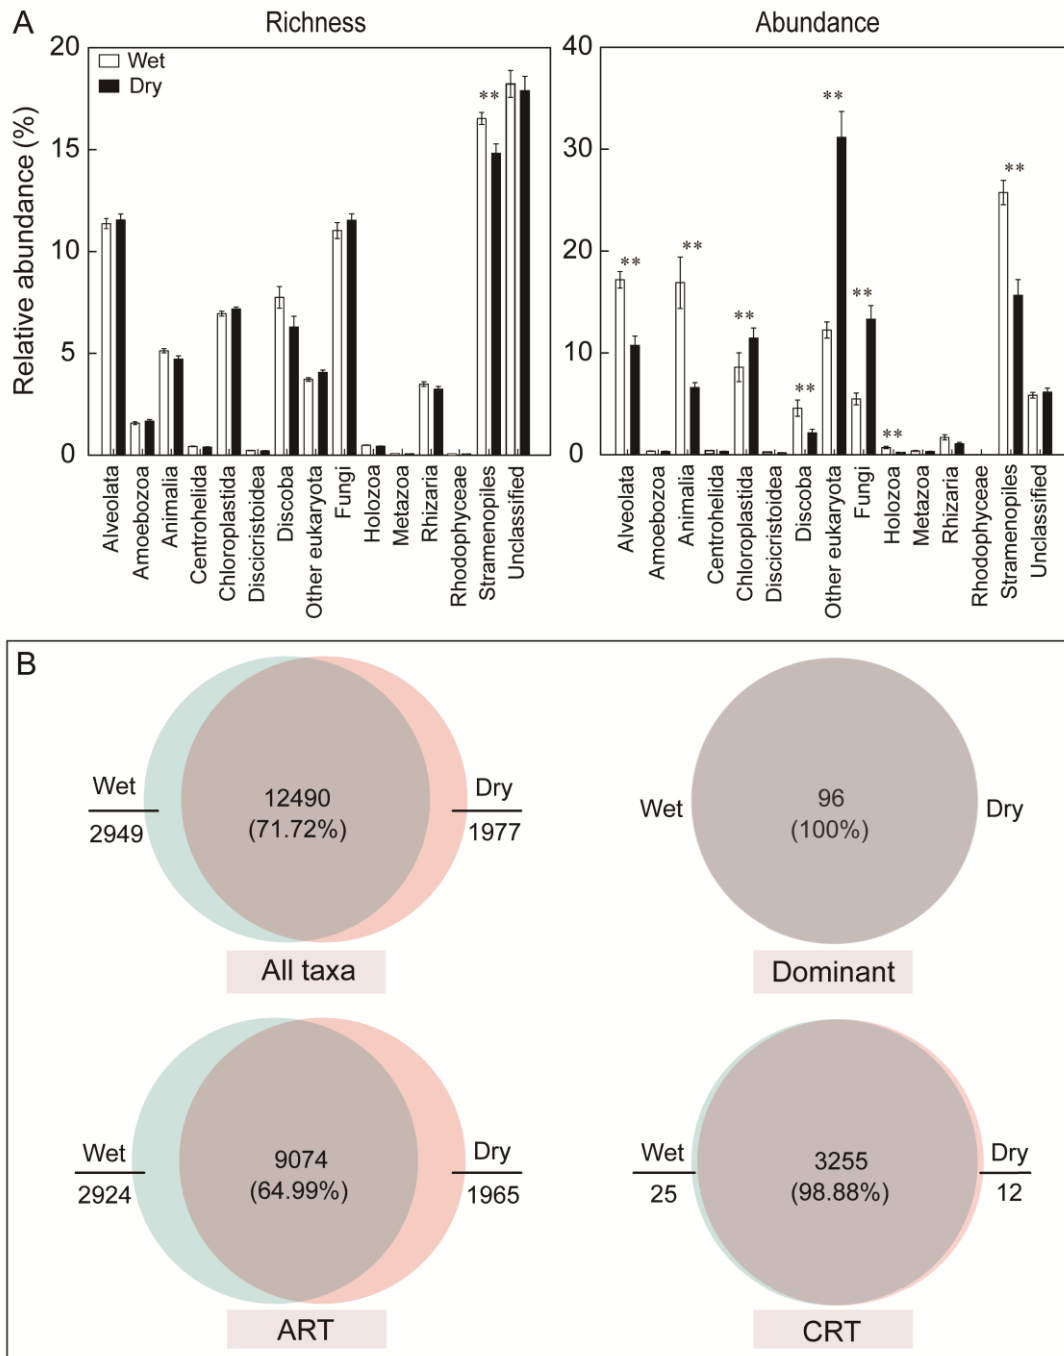 A
Richness
Abundance
Relative abundance (%)
20
15
10
5
0
Wet
Dry
**
40
30
20
10
0
**
**
**
**
**
**
**
**
Alveolata
Amoebozoa
Animalia
Centrohelida
Chloroplastida
Discicristoidea
Discoba
Other eukaryota
Fungi
Holozoa
Metazoa
Rhizaria
Rhodophyceae
Stramenopiles
Unclassified
Alveolata
Amoebozoa
Animalia
Centrohelida
Chloroplastida
Discicristoidea
Discoba
Other eukaryota
Fungi
Holozoa
Metazoa
Rhizaria
Rhodophyceae
Stramenopiles
Unclassified
B
Wet
2949
12490
(71.72%)
Dry
1977
All taxa
Wet
96
(100%)
Dry
Dominant
Wet
2924
9074
(64.99%)
Dry
1965
ART
Wet
25
3255
(98.88%)
Dry
12
CRT